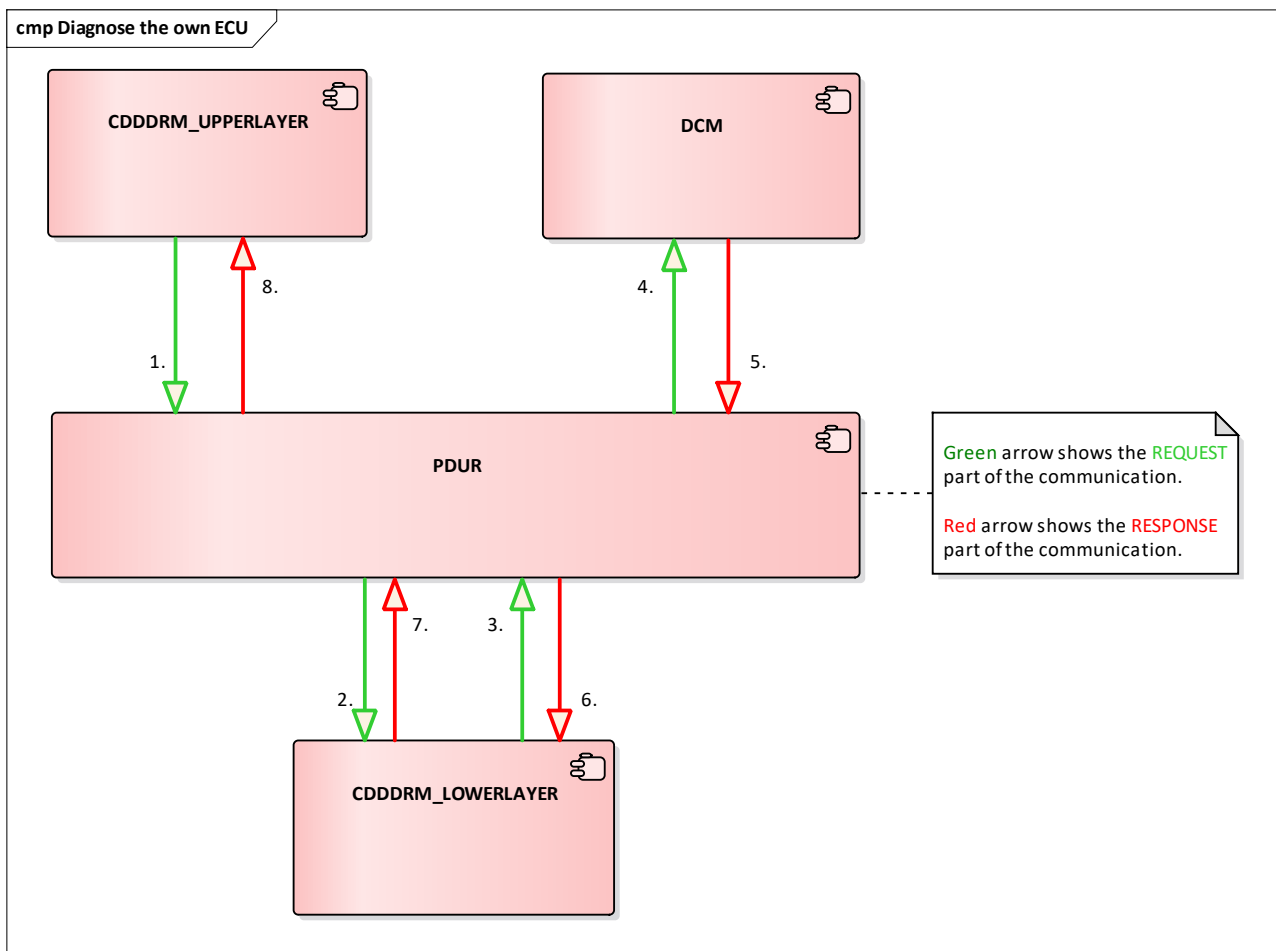 cmp Diagnose the own ECU
CDDDRM_UPPERLAYER
DCM
8.
4.
1.
5.
PDUR
Green arrow shows the REQUEST
part of the communication.
Red arrow shows the RESPONSE
part of the communication.
7.
3.
2.
6.
CDDDRM_LOWERLAYER